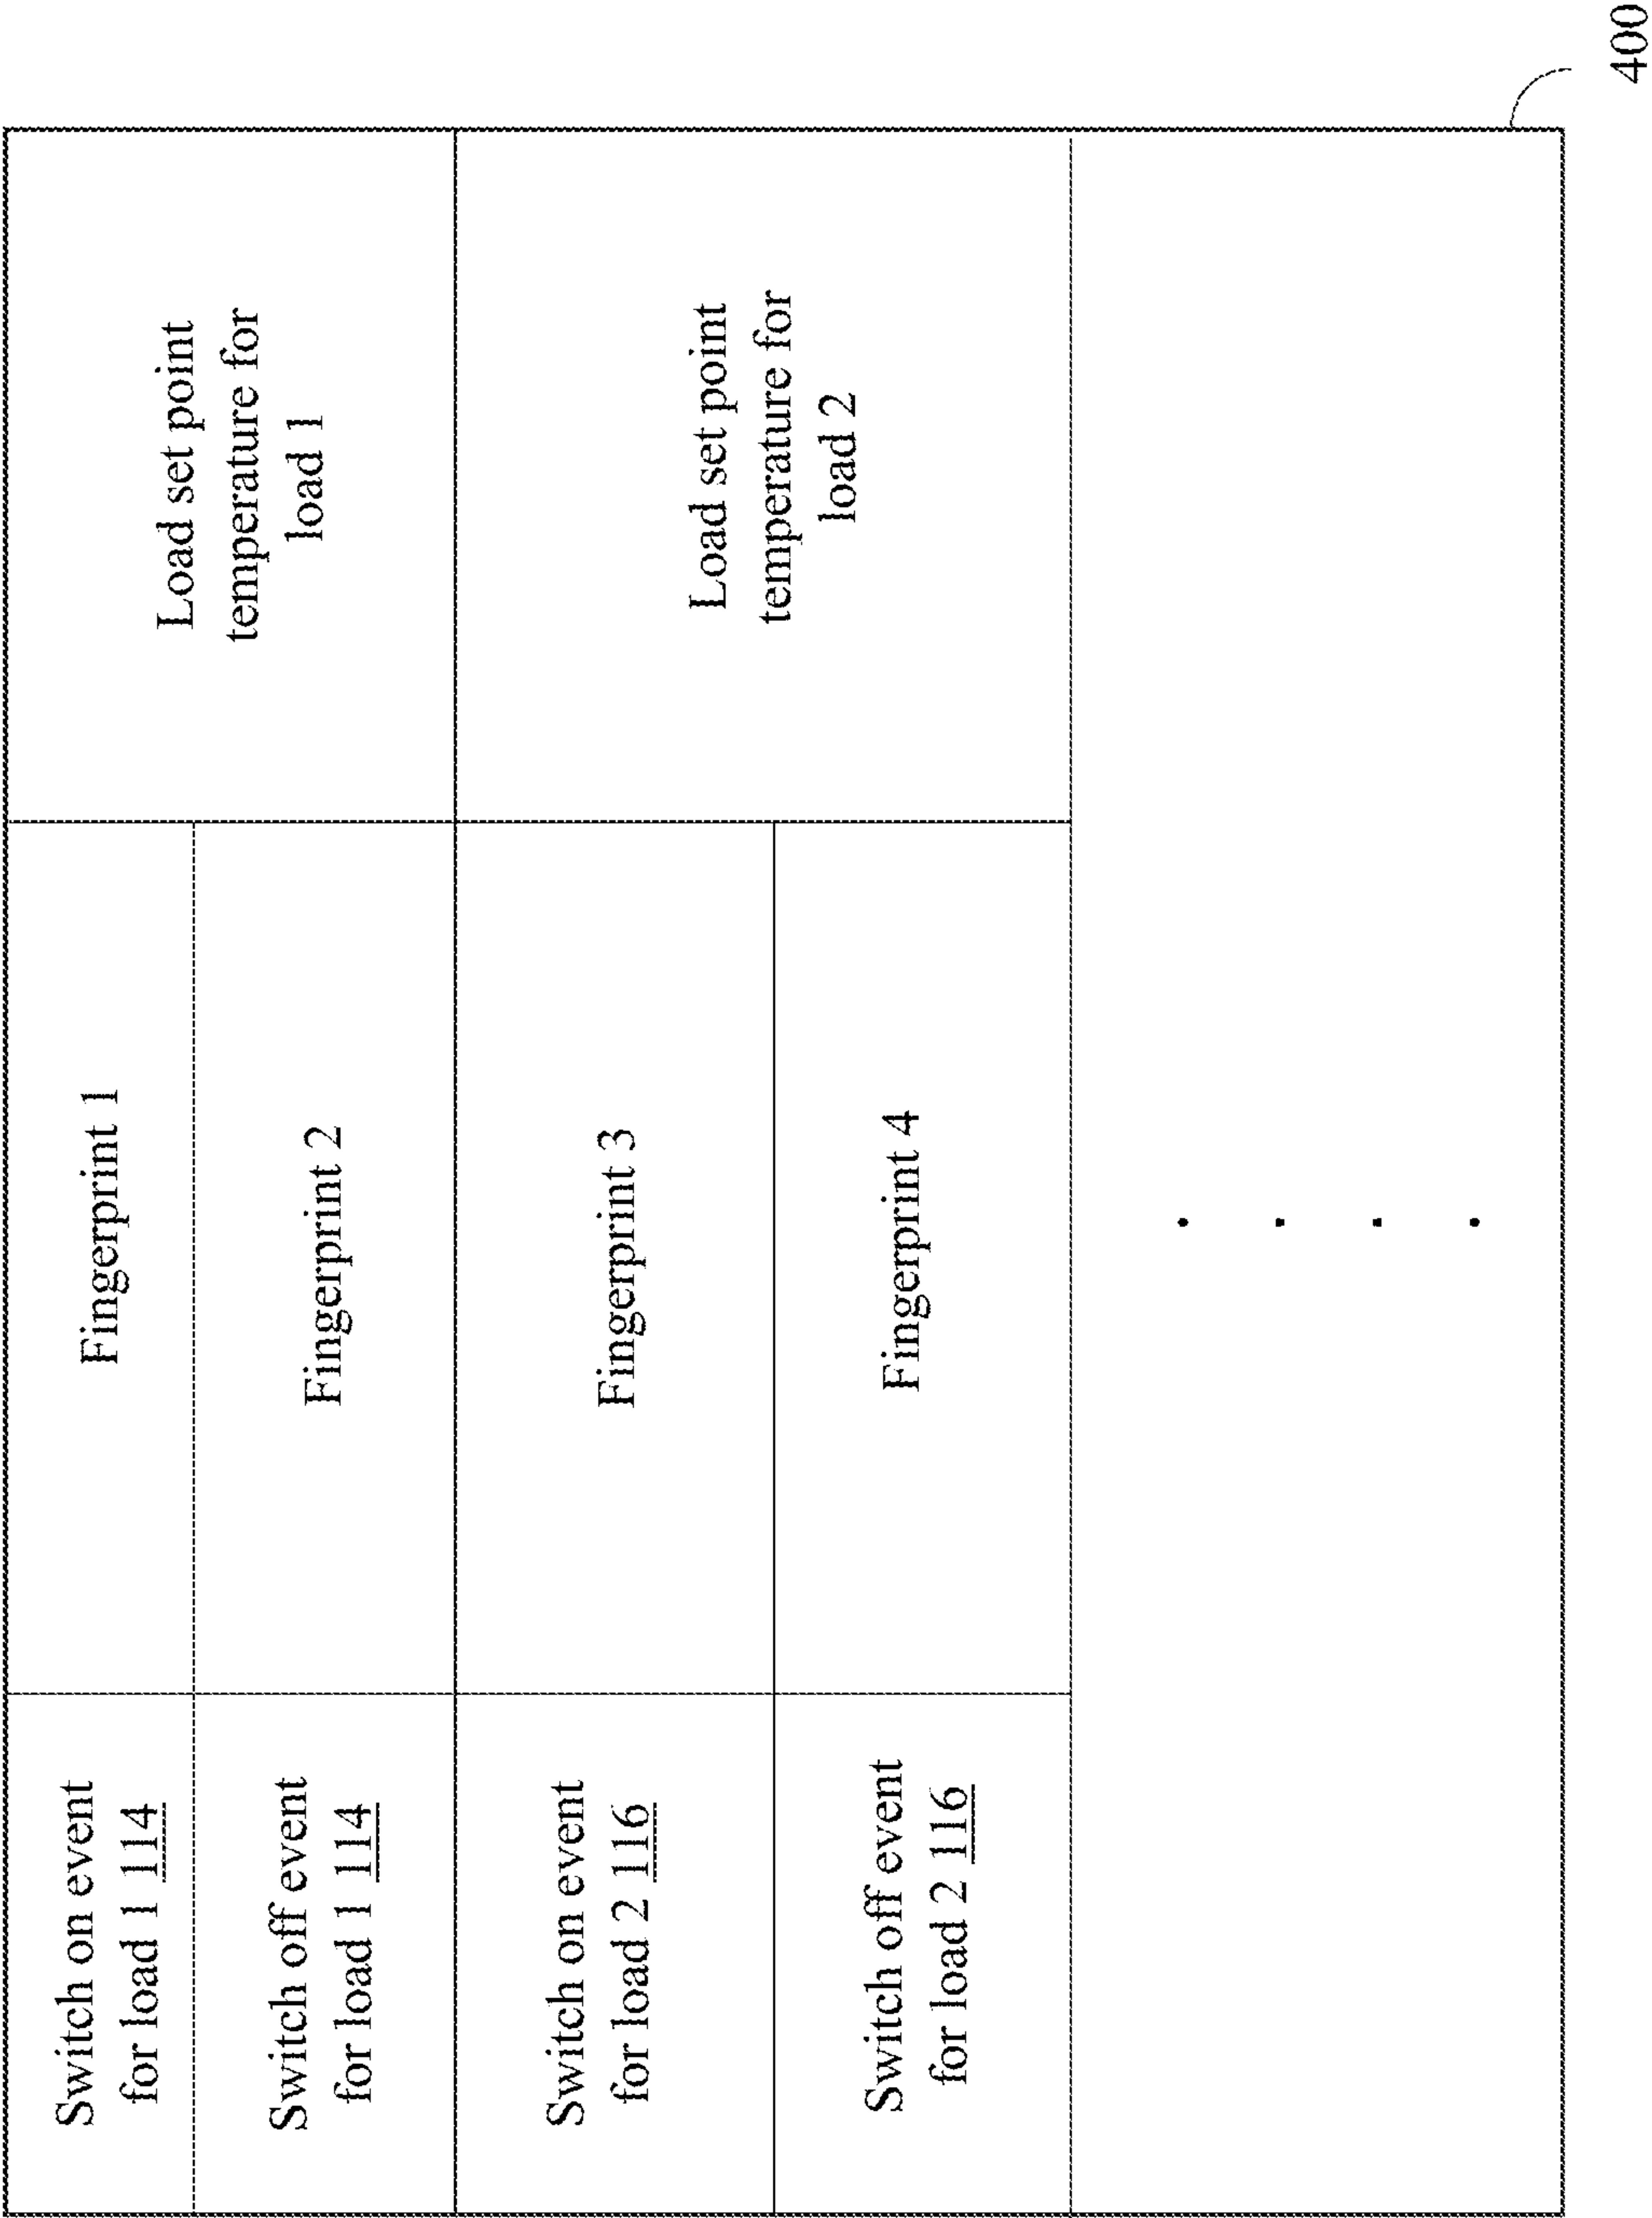 Switch on event
for load 1 114
Fingerprint 1
Load set point
temperature for
load 1
Switch off event
for load 1 114
Fingerprint 2
Switch on event
for load 2 116
Fingerprint 3
Load set point
temperature for
load 2
Switch off event
for load 2 116
Fingerprint 4
400